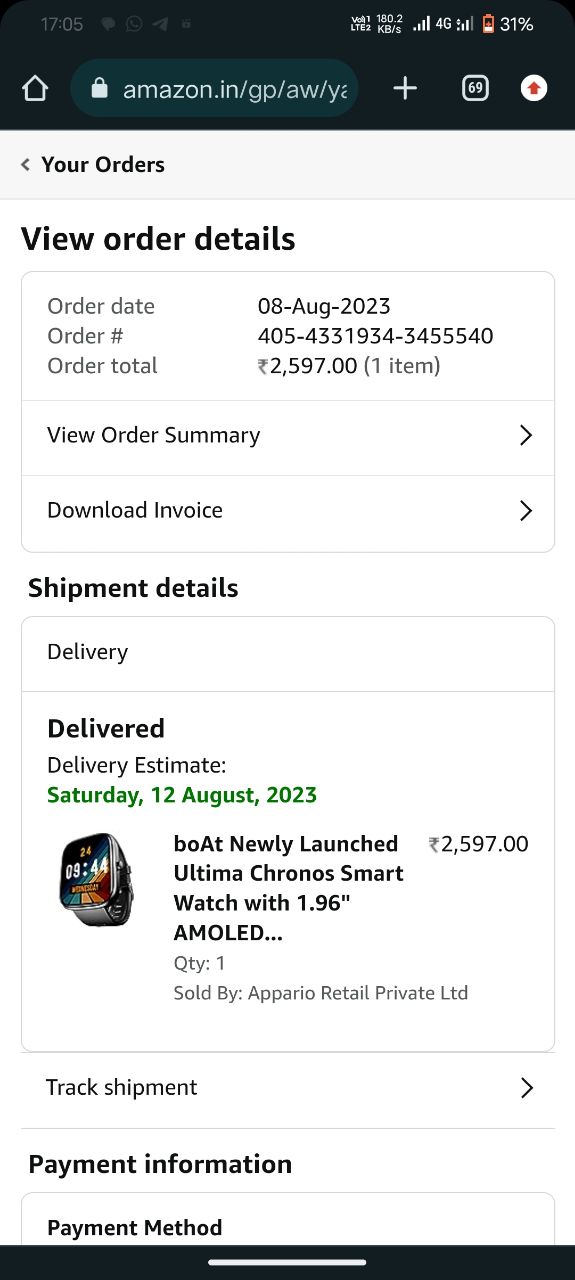 17:05
Vo)) 1 180.2
LTE2 KB/s
4G
31%
amazon.in/gp/aw/ya
69
Your Orders
View order details
Order date 08-Aug-2023
Order # 405-4331934-3455540
Order total ₹2,597.00 (1 item)
View Order Summary
Download Invoice
Shipment details
Delivery
Delivered
Delivery Estimate:
Saturday, 12 August, 2023
24
09:44
WEDNESDAY
boAt Newly Launched ₹2,597.00
Ultima Chronos Smart
Watch with 1.96"
AMOLED...
Qty: 1
Sold By: Appario Retail Private Ltd
Track shipment
Payment information
Payment Method